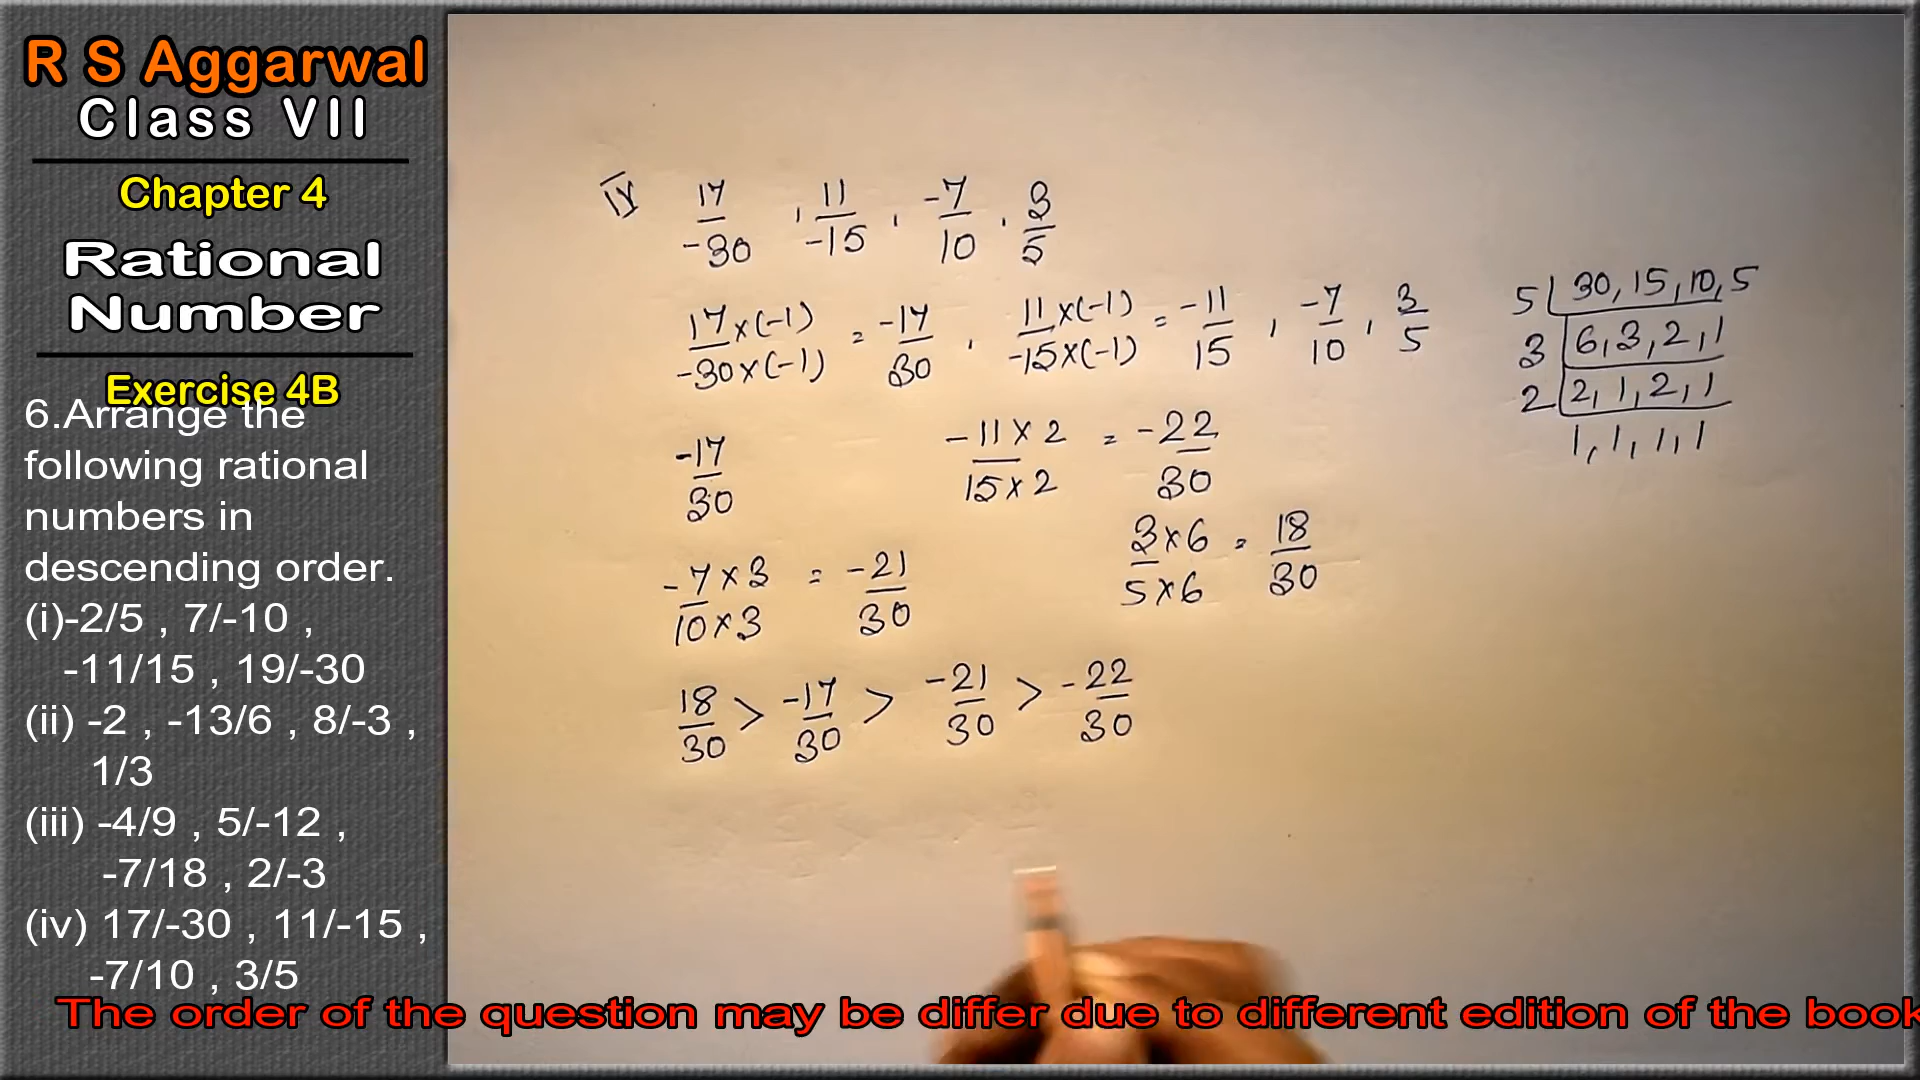 R S Aggarwal
Class VII
Chapter 4
Rational
Number
Exercise 4B
6.Arrange the
following rational
numbers in
descending order.
(i)-2/5 , 7/-10 ,
-11/15 , 19/-30
(ii) -2 , -13/6 , 8/-3 ,
1/3
(iii) -4/9 , 5/-12 ,
-7/18 , 2/-3
(iv) 17/-30 , 11/-15 ,
-7/10 , 3/5
iv 17/-30 , 11/-15 , -7/10 , 3/5
17×(-1)/-30×(-1) = -17/30 , 11×(-1)/-15×(-1) = -11/15 , -7/10 , 3/5
-17/30 -11×2/15×2 = -22/30
-7×3/10×3 = -21/30 3×6/5×6 = 18/30
18/30 > -17/30 > -21/30 > -22/30
5 | 30, 15, 10, 5
3 | 6, 3, 2, 1
2 | 2, 1, 2, 1
1, 1, 1, 1
The order of the question may be differ due to different edition of the book